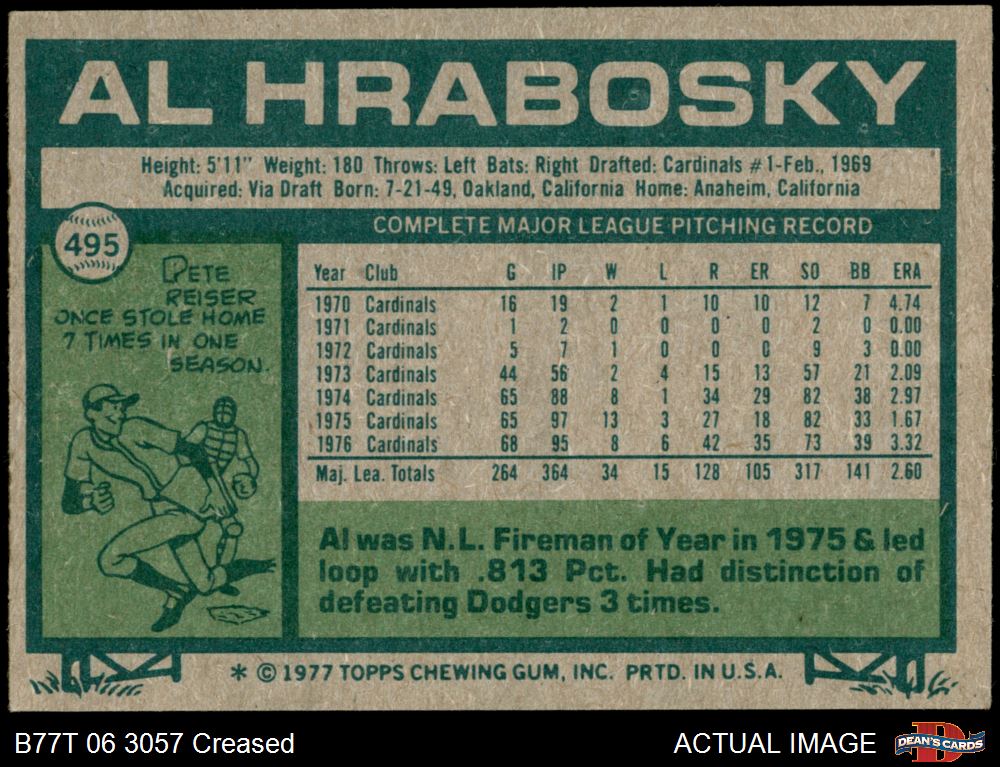 AL HRABOSKY
Height: 5'11" Weight: 180 Throws: Left Bats: Right Drafted: Cardinals #1-Feb., 1969
Acquired: Via Draft Born: 7-21-49, Oakland, California Home: Anaheim, California
COMPLETE MAJOR LEAGUE PITCHING RECORD
495
PETE
REISER
ONCE STOLE HOME
7 TIMES IN ONE
SEASON.
Year Club G IP W L R ER SO BB ERA
1970 Cardinals 16 19 2 1 10 10 12 7 4.74
1971 Cardinals 1 2 0 0 0 0 2 0 0.00
1972 Cardinals 5 7 1 0 0 0 9 3 0.00
1973 Cardinals 44 56 2 4 15 13 57 21 2.09
1974 Cardinals 65 88 8 1 34 29 82 38 2.97
1975 Cardinals 65 97 13 3 27 18 82 33 1.67
1976 Cardinals 68 95 8 6 42 35 73 39 3.32
Maj. Lea. Totals 264 364 34 15 128 105 317 141 2.60
Al was N.L. Fireman of Year in 1975 & led
loop with .813 Pct. Had distinction of
defeating Dodgers 3 times.
* © 1977 TOPPS CHEWING GUM, INC. PRTD. IN U.S.A.
B77T 06 3057 Creased
ACTUAL IMAGE
D
DEAN'S CARDS